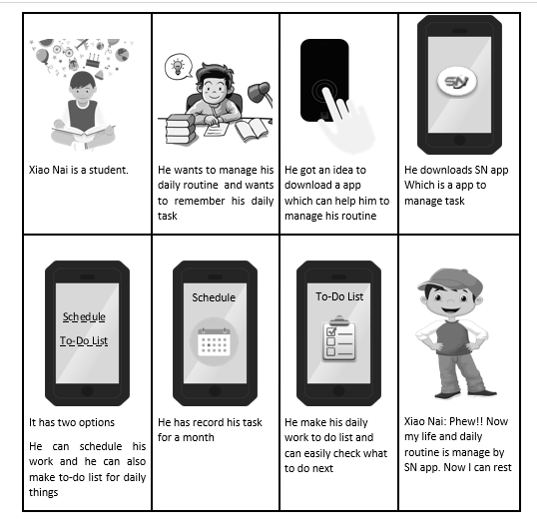 Xiao Nai is a student.
He wants to manage his
daily routine and wants
to remember his daily
task
He got an idea to
download a app
which can help him to
manage his routine
SN
He downloads SN app
Which is a app to
manage task
Schedule
To-Do List
It has two options
He can schedule his
work and he can also
make to-do list for daily
things
Schedule
He has record his task
for a month
To-Do List
He make his daily
work to do list and
can easily check what
to do next
Xiao Nai: Phew!! Now
my life and daily
routine is manage by
SN app. Now I can rest